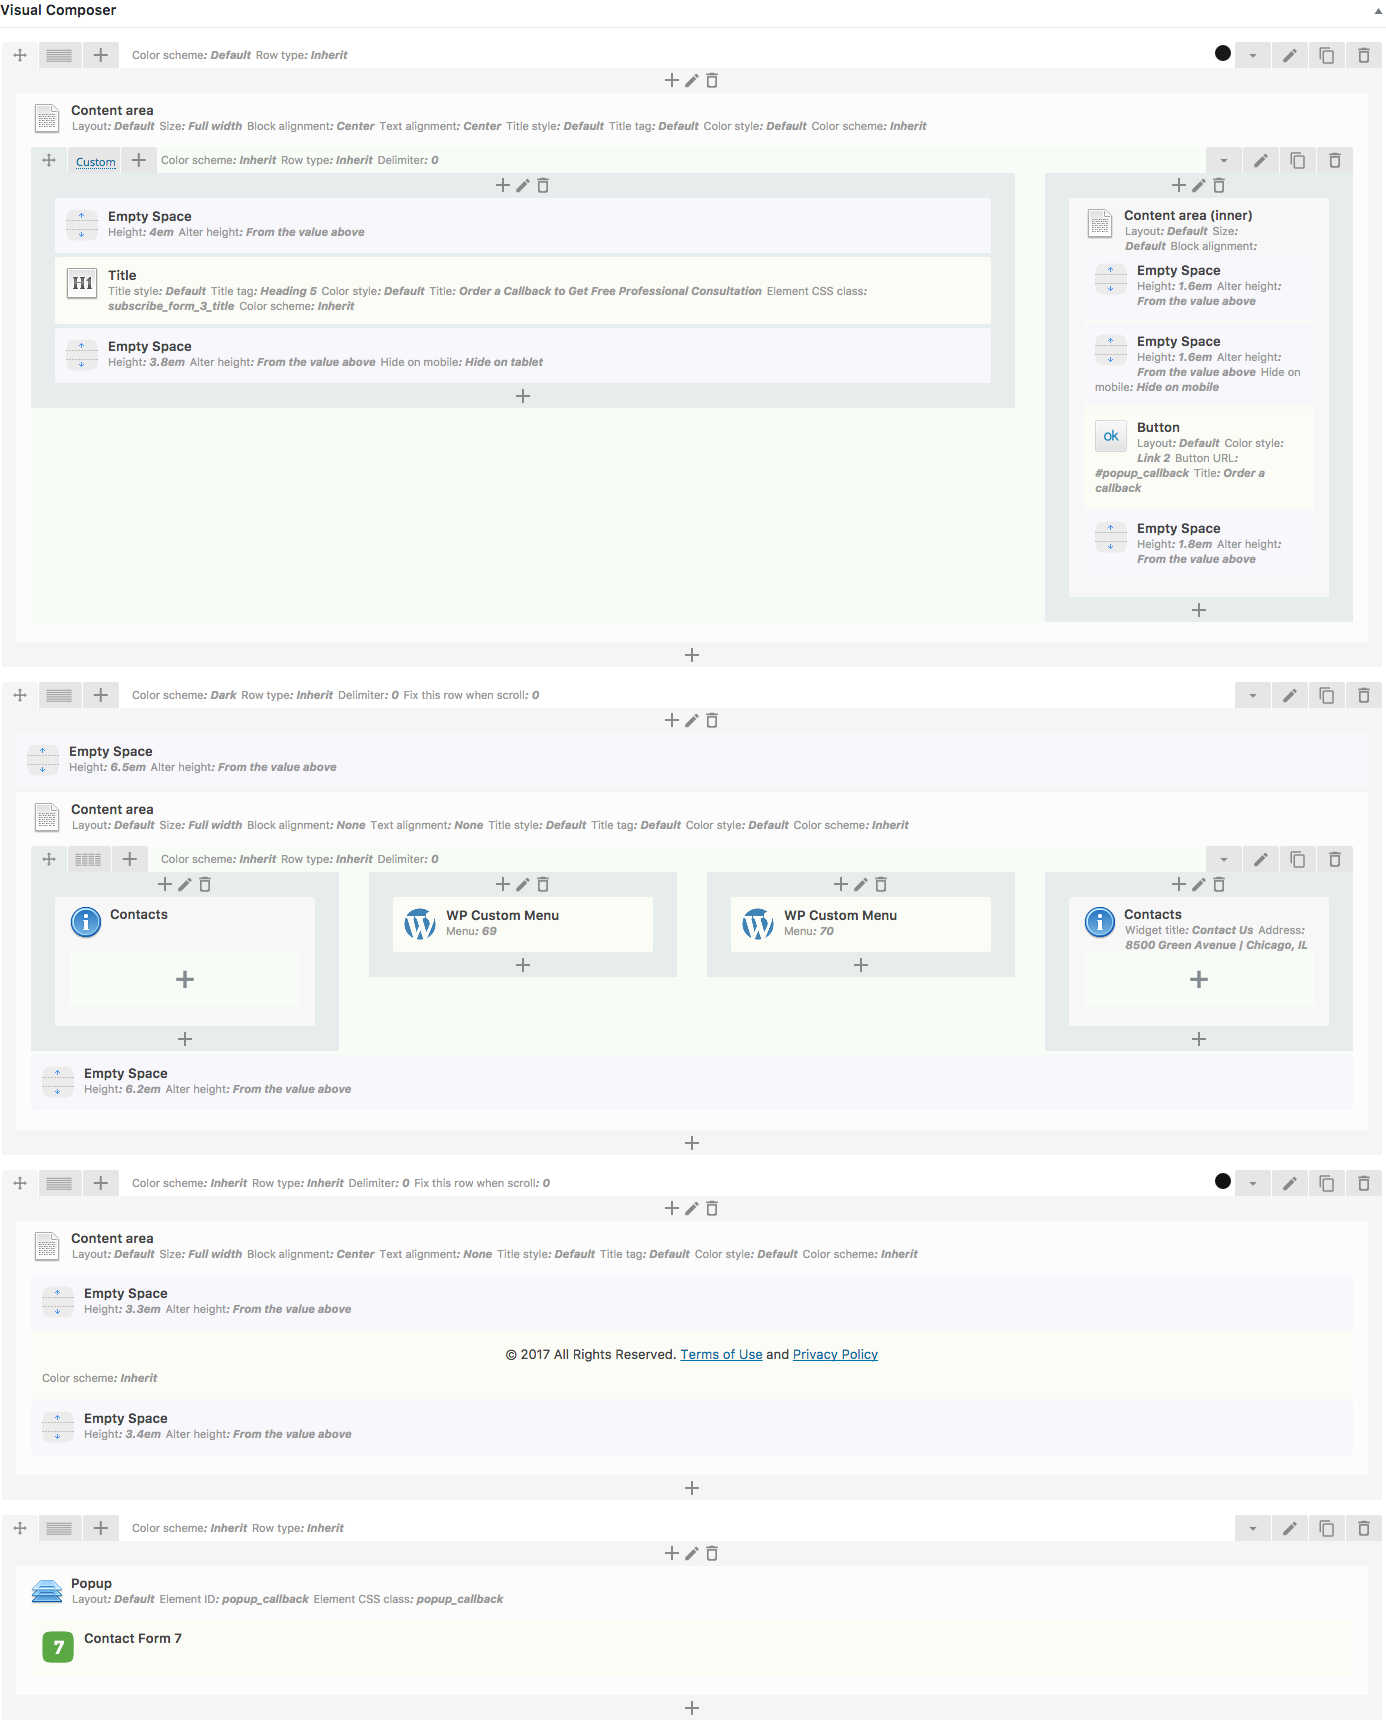 Visual Composer
Color scheme: Default Row type: Inherit
Content area
Layout: Default Size: Full width Block alignment: Center Text alignment: Center Title style: Default Title tag: Default Color style: Default Color scheme: Inherit
Custom
Color scheme: Inherit Row type: Inherit Delimiter: 0
Empty Space
Height: 4em Alter height: From the value above
H1
Title
Title style: Default Title tag: Heading 5 Color style: Default Title: Order a Callback to Get Free Professional Consultation Element CSS class:
subscribe_form_3_title Color scheme: Inherit
Empty Space
Height: 3.8em Alter height: From the value above Hide on mobile: Hide on tablet
Content area (inner)
Layout: Default Size:
Default Block alignment:
Empty Space
Height: 1.6em Alter height:
From the value above
Empty Space
Height: 1.6em Alter height:
From the value above Hide on
mobile: Hide on mobile
ok
Button
Layout: Default Color style:
Link 2 Button URL:
#popup_callback Title: Order a
callback
Empty Space
Height: 1.8em Alter height:
From the value above
Color scheme: Dark Row type: Inherit Delimiter: 0 Fix this row when scroll: 0
Empty Space
Height: 6.5em Alter height: From the value above
Content area
Layout: Default Size: Full width Block alignment: None Text alignment: None Title style: Default Title tag: Default Color style: Default Color scheme: Inherit
Color scheme: Inherit Row type: Inherit Delimiter: 0
Contacts
WP Custom Menu
Menu: 69
WP Custom Menu
Menu: 70
Contacts
Widget title: Contact Us Address:
8500 Green Avenue | Chicago, IL
Empty Space
Height: 6.2em Alter height: From the value above
Color scheme: Inherit Row type: Inherit Delimiter: 0 Fix this row when scroll: 0
Content area
Layout: Default Size: Full width Block alignment: Center Text alignment: None Title style: Default Title tag: Default Color style: Default Color scheme: Inherit
Empty Space
Height: 3.3em Alter height: From the value above
© 2017 All Rights Reserved. Terms of Use and Privacy Policy
Color scheme: Inherit
Empty Space
Height: 3.4em Alter height: From the value above
Color scheme: Inherit Row type: Inherit
Popup
Layout: Default Element ID: popup_callback Element CSS class: popup_callback
7
Contact Form 7